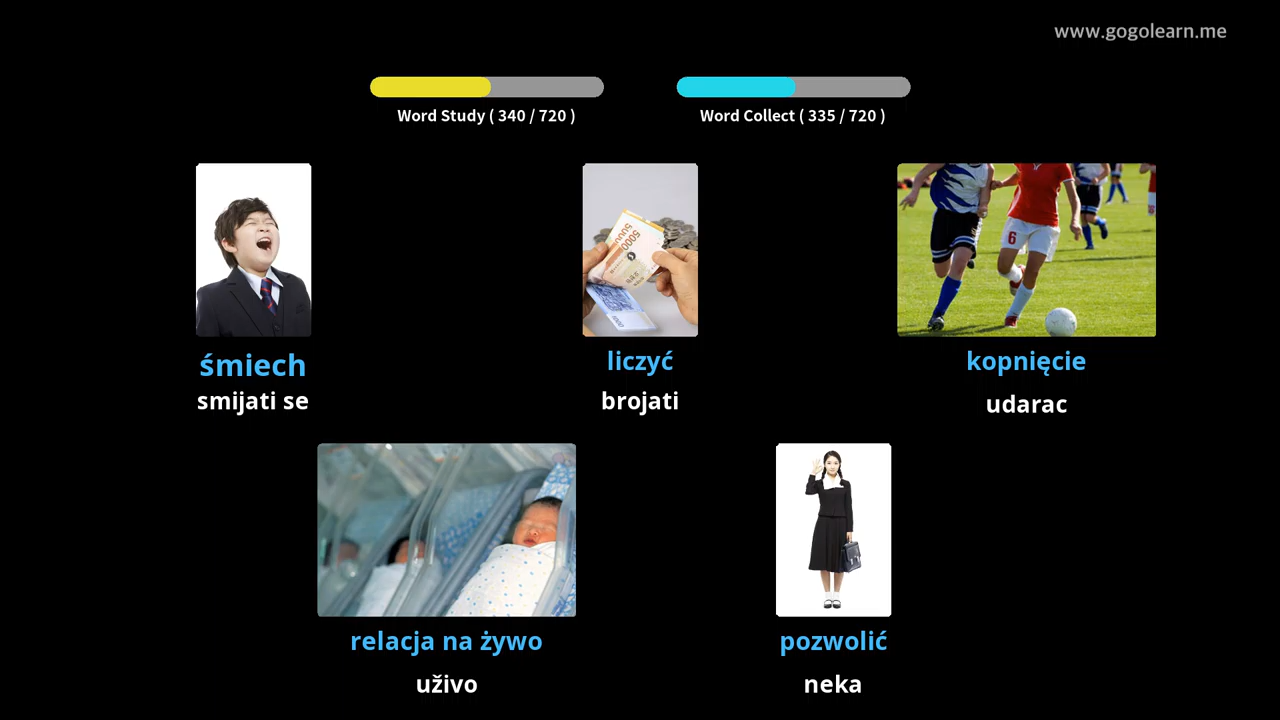 www.gogolearn.me
Word Study ( 340 / 720 )
Word Collect ( 335 / 720 )
śmiech
smijati se
liczyć
brojati
kopnięcie
udarac
relacja na żywo
uživo
pozwolić
neka